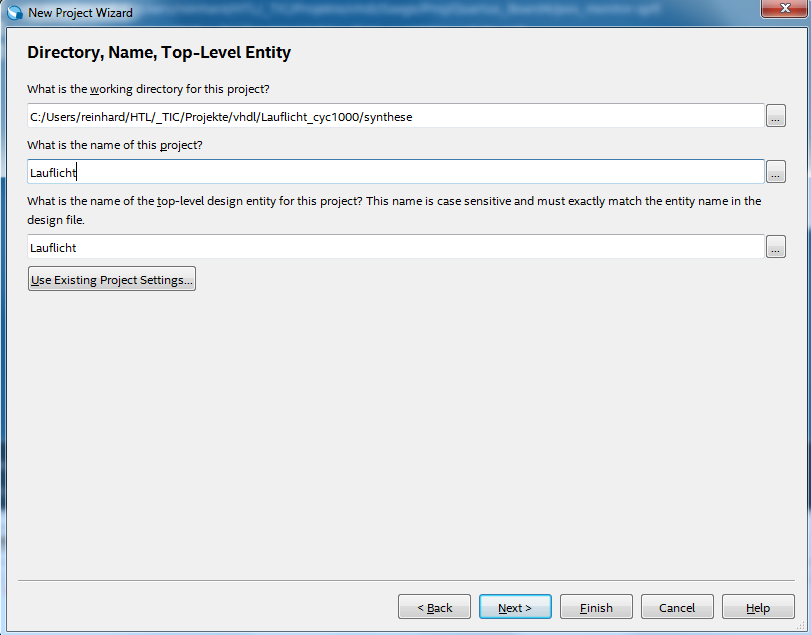 New Project Wizard
Directory, Name, Top-Level Entity
What is the working directory for this project?
C:/Users/reinhard/HTL/_TIC/Projekte/vhdl/Lauflicht_cyc1000/synthese
...
What is the name of this project?
Lauflicht
...
What is the name of the top-level design entity for this project? This name is case sensitive and must exactly match the entity name in the
design file.
Lauflicht
...
Use Existing Project Settings...
< Back Next > Finish Cancel Help